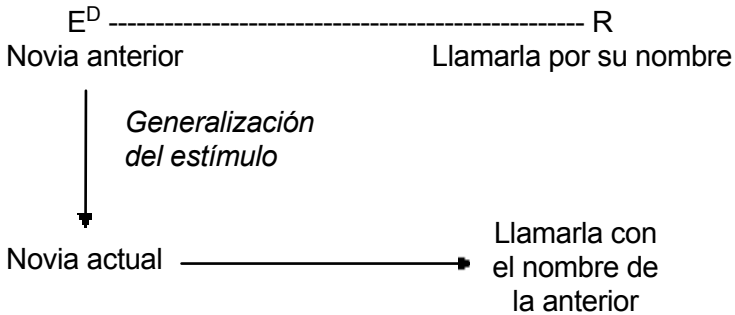 E^D ---------------------------------------------------- R
Novia anterior Llamarla por su nombre
Generalización
del estímulo
Novia actual
Llamarla con
el nombre de
la anterior